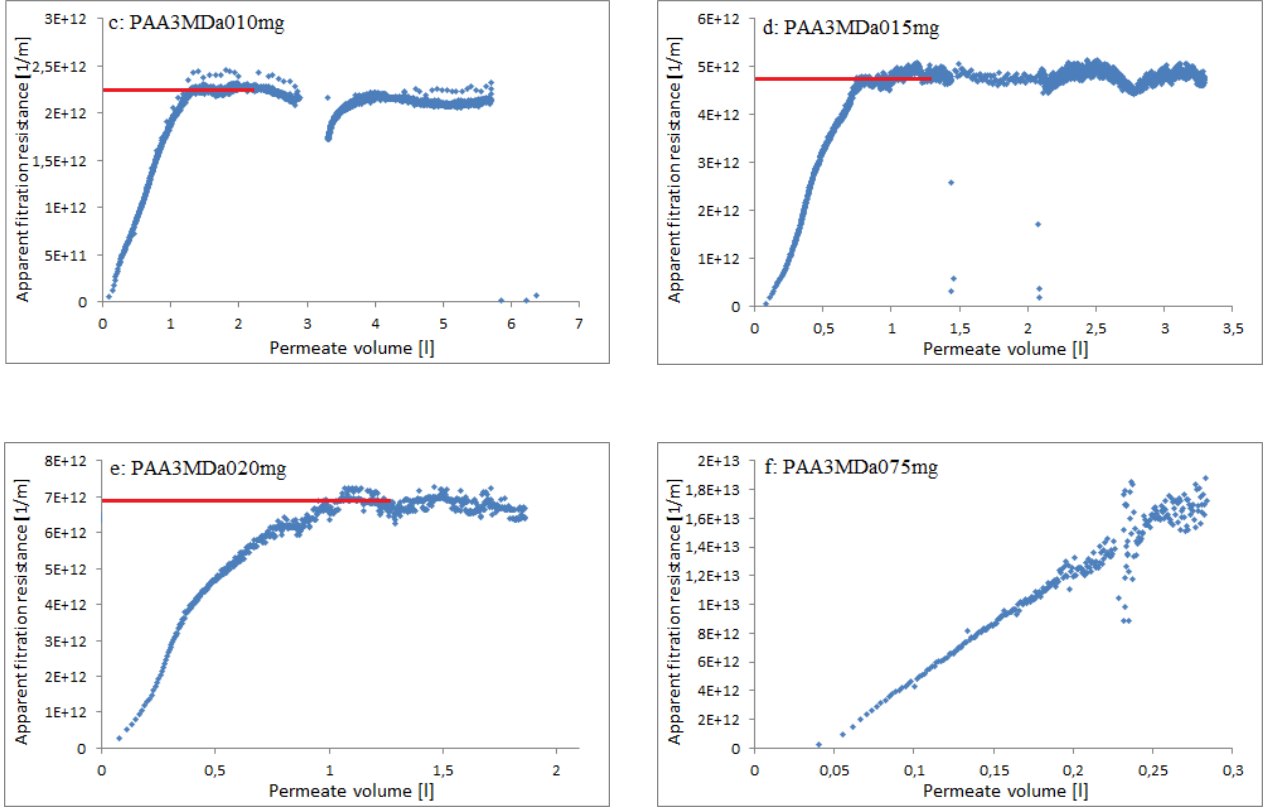 c: PAA3MDa010mg
Apparent fitration resistance [1/m]
3E+12
2,5E+12
2E+12
1,5E+12
1E+12
5E+11
0
0 1 2 3 4 5 6 7
Permeate volume [l]
d: PAA3MDa015mg
Apparent fitration resistance [1/m]
6E+12
5E+12
4E+12
3E+12
2E+12
1E+12
0
0 0,5 1 1,5 2 2,5 3 3,5
Permeate volume [l]
e: PAA3MDa020mg
Apparent fitration resistance [1/m]
8E+12
7E+12
6E+12
5E+12
4E+12
3E+12
2E+12
1E+12
0
0 0,5 1 1,5 2
Permeate volume [l]
f: PAA3MDa075mg
Apparent fitration resistance [1/m]
2E+13
1,8E+13
1,6E+13
1,4E+13
1,2E+13
1E+13
8E+12
6E+12
4E+12
2E+12
0
0 0,05 0,1 0,15 0,2 0,25 0,3
Permeate volume [l]